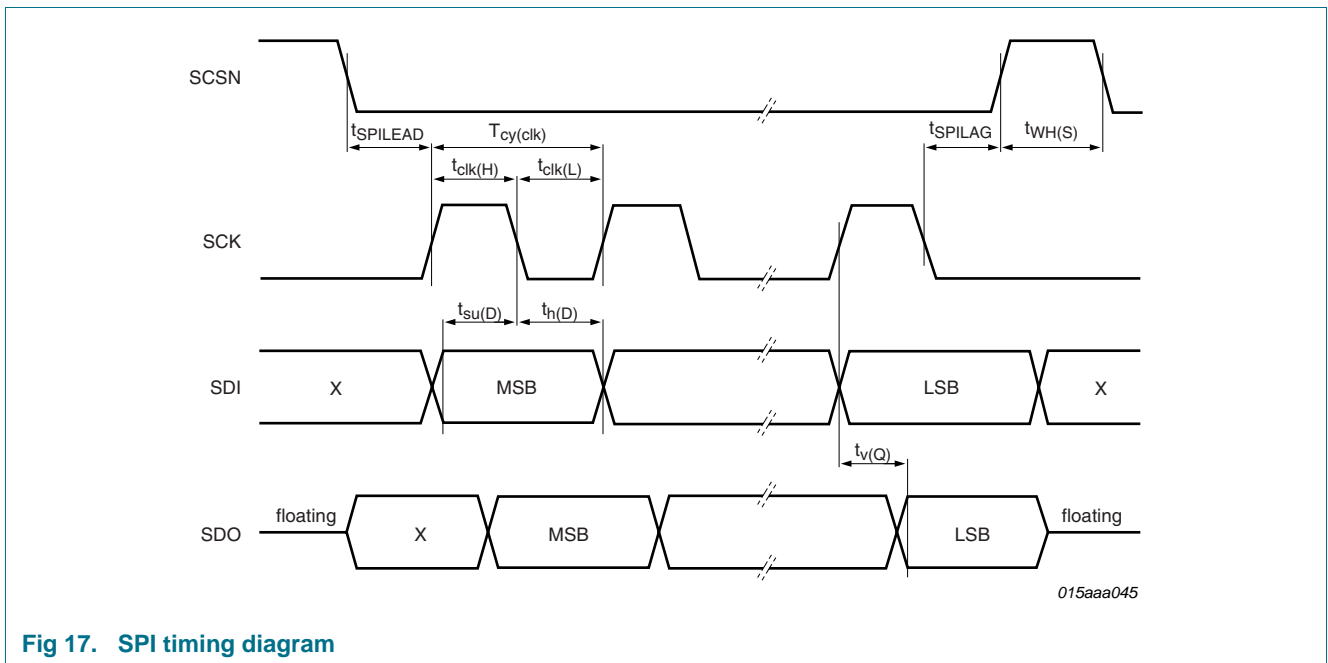 SCSN
tSPILEAD
Tcy(clk)
tSPILAG
tWH(S)
tclk(H)
tclk(L)
SCK
tsu(D)
th(D)
SDI
X
MSB
LSB
X
tv(Q)
SDO
floating
X
MSB
LSB
floating
015aaa045
Fig 17. SPI timing diagram